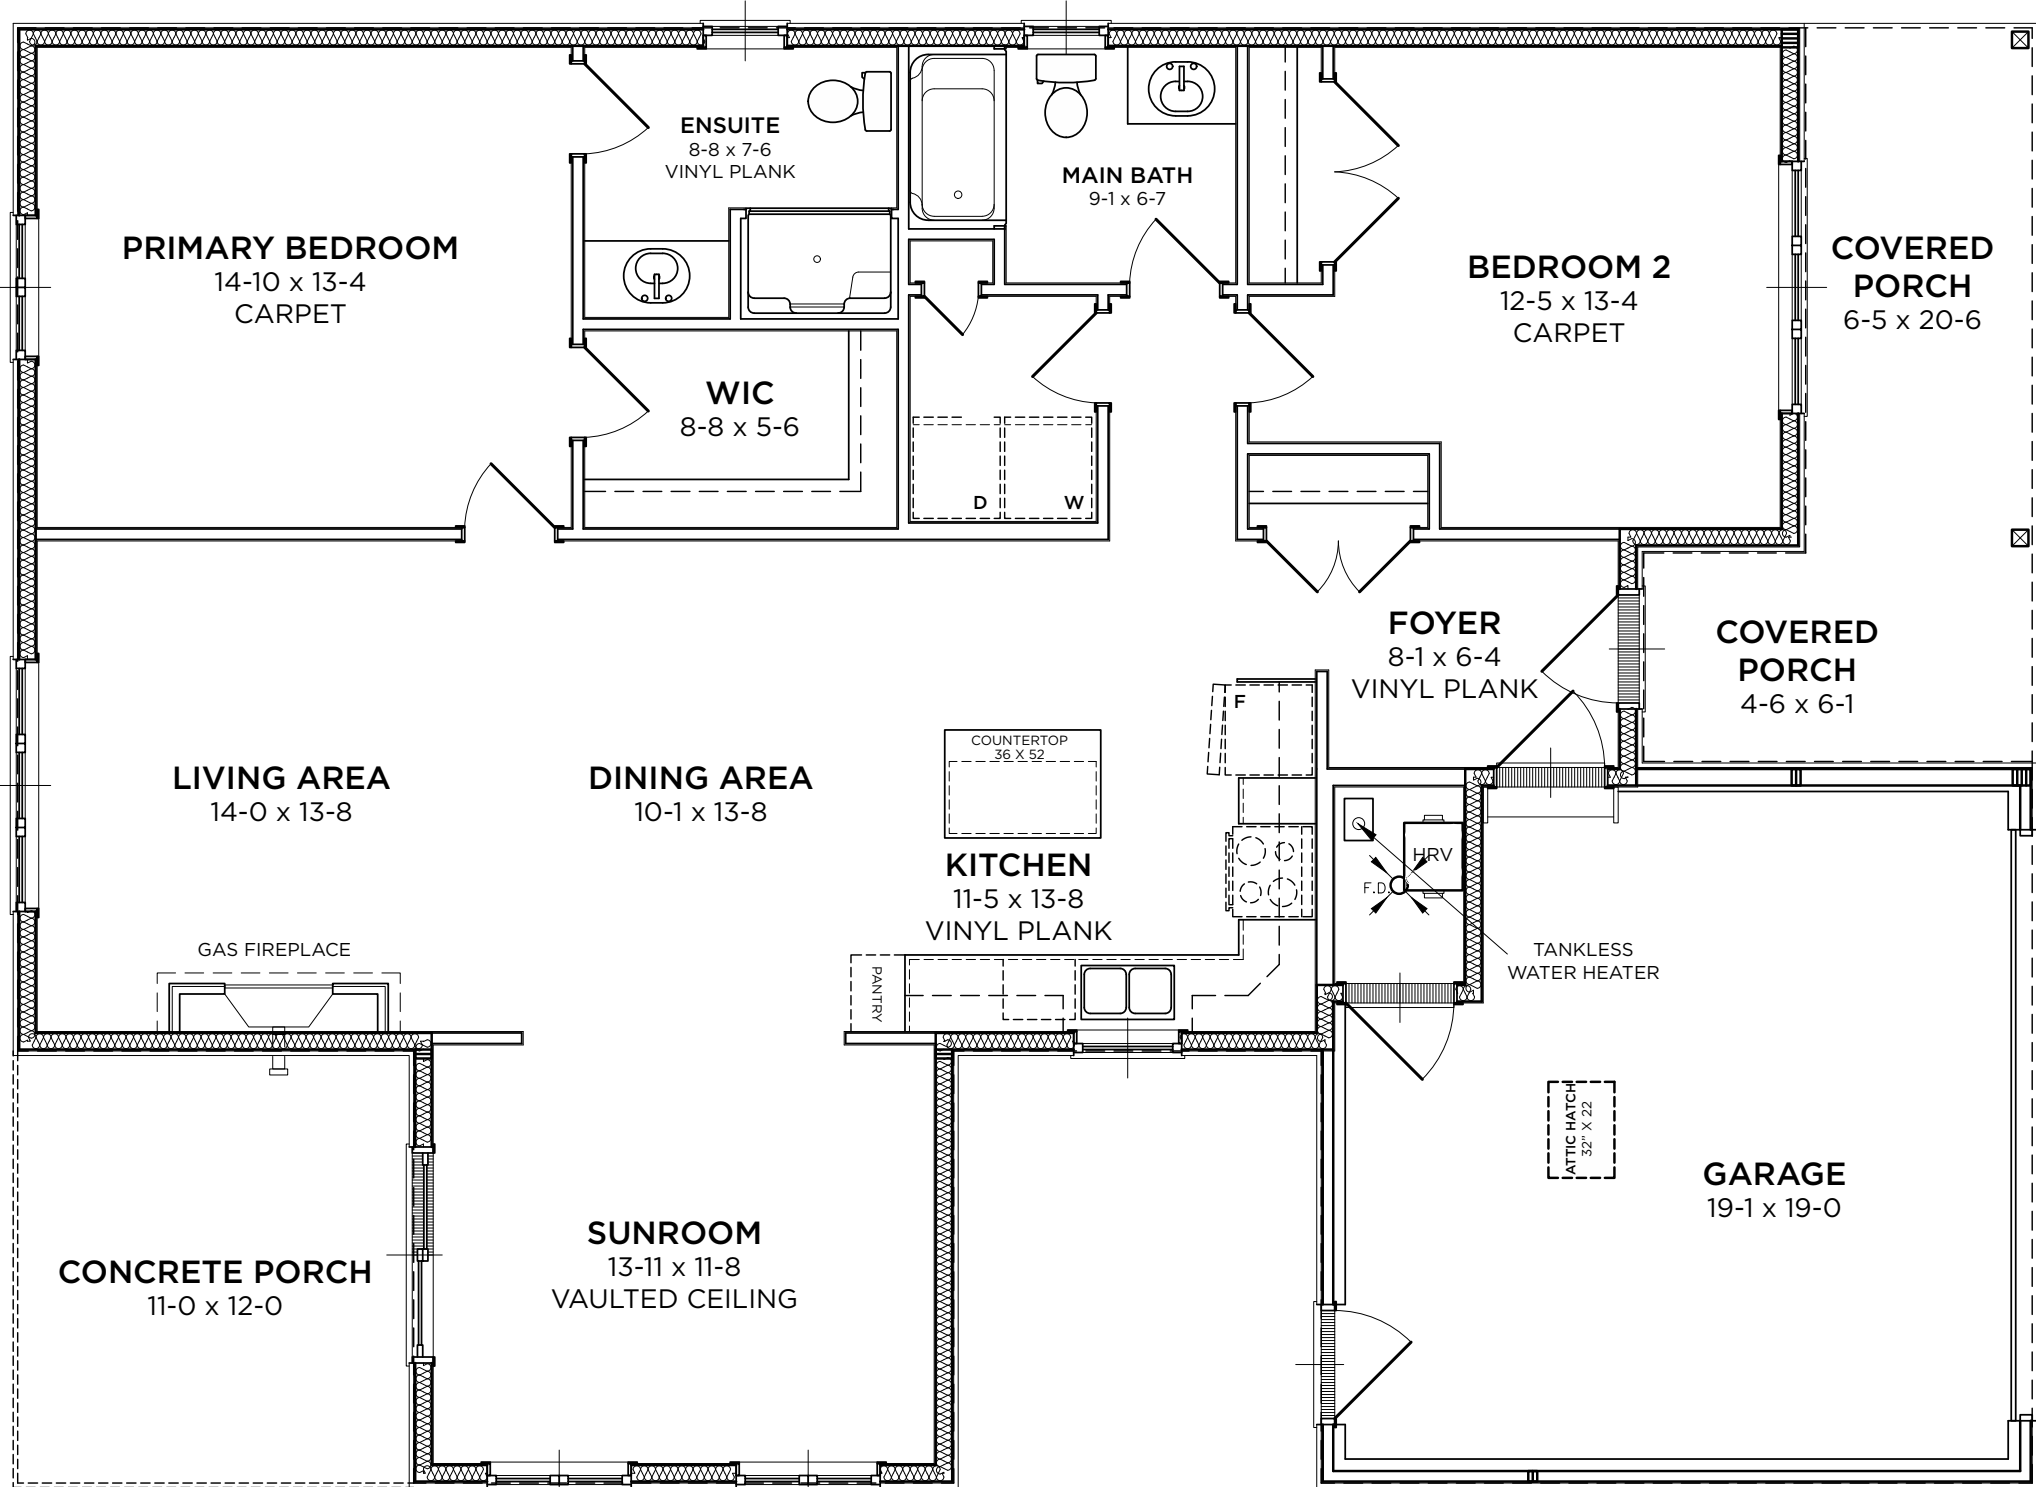 ENSUITE
8-8 x 7-6
VINYL PLANK
MAIN BATH
9-1 x 6-7
PRIMARY BEDROOM
14-10 x 13-4
CARPET
BEDROOM 2
12-5 x 13-4
CARPET
COVERED
PORCH
6-5 x 20-6
WIC
8-8 x 5-6
D
W
FOYER
8-1 x 6-4
VINYL PLANK
COVERED
PORCH
4-6 x 6-1
F
COUNTERTOP
36 X 52
LIVING AREA
14-0 x 13-8
DINING AREA
10-1 x 13-8
KITCHEN
11-5 x 13-8
VINYL PLANK
HRV
F.D.
GAS FIREPLACE
PANTRY
TANKLESS
WATER HEATER
ATTIC HATCH
32" X 22
GARAGE
19-1 x 19-0
SUNROOM
13-11 x 11-8
VAULTED CEILING
CONCRETE PORCH
11-0 x 12-0